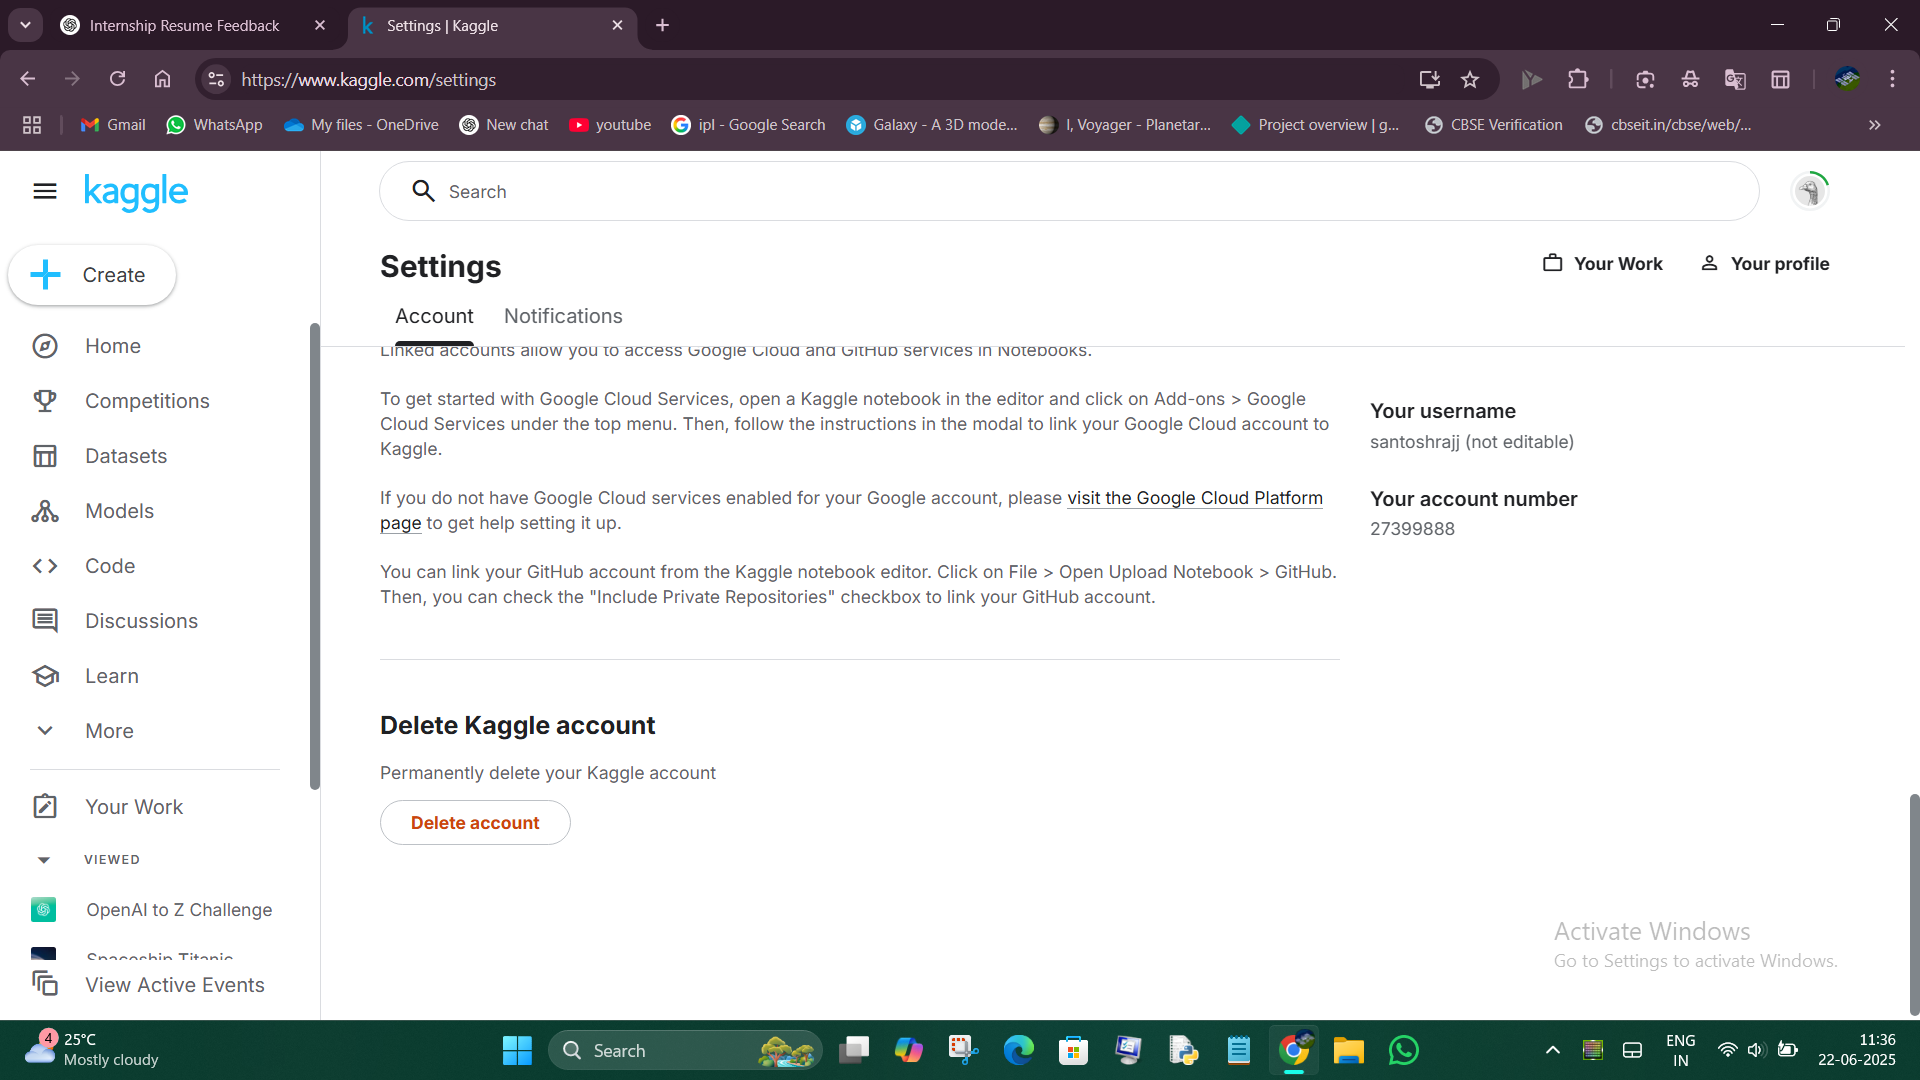 Internship Resume Feedback
Settings | Kaggle
https://www.kaggle.com/settings
Gmail
WhatsApp
My files - OneDrive
New chat
youtube
ipl - Google Search
Galaxy - A 3D mode...
I, Voyager - Planetar...
Project overview | g...
CBSE Verification
cbseit.in/cbse/web/...
kaggle
Search
Create
Settings
Your Work
Your profile
Account
Notifications
Home
Competitions
Datasets
Models
Code
Discussions
Learn
More
Your Work
VIEWED
OpenAI to Z Challenge
Spaceship Titanic
View Active Events
Linked accounts allow you to access Google Cloud and GitHub services in Notebooks.
To get started with Google Cloud Services, open a Kaggle notebook in the editor and click on Add-ons > Google
Cloud Services under the top menu. Then, follow the instructions in the modal to link your Google Cloud account to
Kaggle.
If you do not have Google Cloud services enabled for your Google account, please visit the Google Cloud Platform
page to get help setting it up.
You can link your GitHub account from the Kaggle notebook editor. Click on File > Open Upload Notebook > GitHub.
Then, you can check the "Include Private Repositories" checkbox to link your GitHub account.
Delete Kaggle account
Permanently delete your Kaggle account
Delete account
Your username
santoshrajj (not editable)
Your account number
27399888
Activate Windows
Go to Settings to activate Windows.
4
25°C
Mostly cloudy
Search
ENG
IN
11:36
22-06-2025